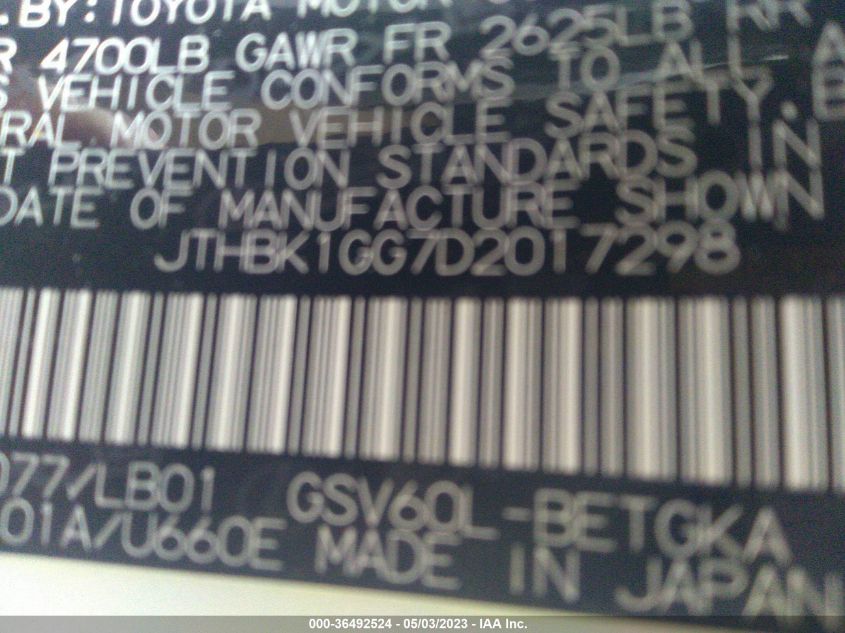 .BY:TOYOTA MOTOR
R 4700LB GAWR FR 2625LB RR
S VEHICLE CONFORMS TO ALL A
ERAL MOTOR VEHICLE SAFETY, B
T PREVENTION STANDARDS IN
DATE OF MANUFACTURE SHOWN
JTHBK1GG7D2017298
077/LB01 GSV60L-BETGKA
01A/U660E MADE IN JAPAN
000-36492524 - 05/03/2023 - IAA Inc.